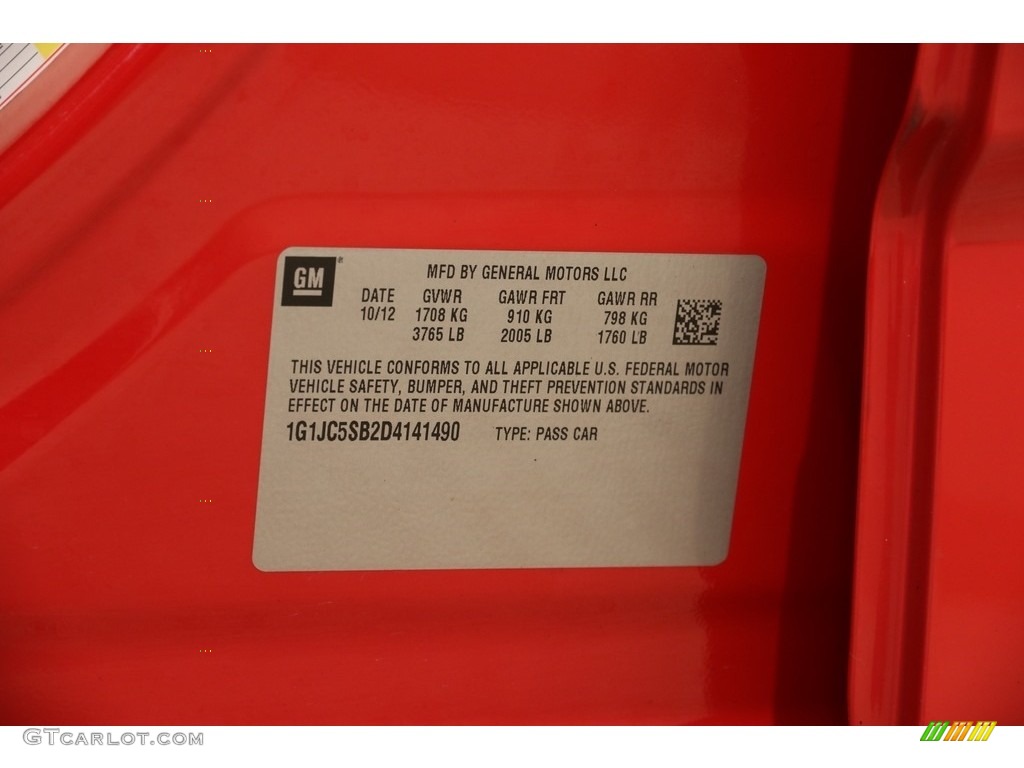 GM
MFD BY GENERAL MOTORS LLC
DATE GVWR GAWR FRT GAWR RR
10/12 1708 KG 910 KG 798 KG
3765 LB 2005 LB 1760 LB
THIS VEHICLE CONFORMS TO ALL APPLICABLE U.S. FEDERAL MOTOR
VEHICLE SAFETY, BUMPER, AND THEFT PREVENTION STANDARDS IN
EFFECT ON THE DATE OF MANUFACTURE SHOWN ABOVE.
1G1JC5SB2D4141490 TYPE: PASS CAR
GTCARLOT.COM